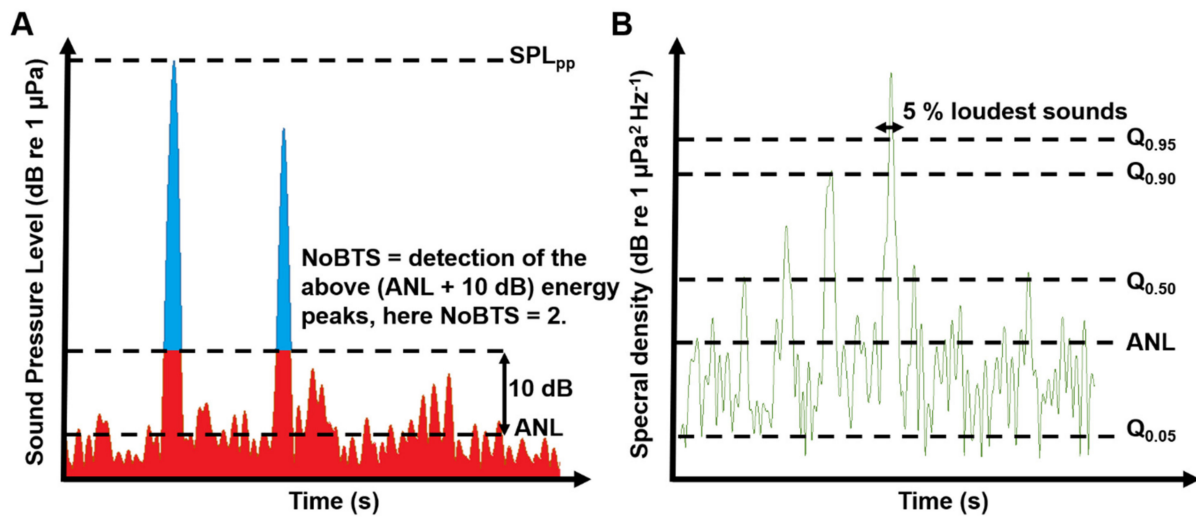 A
Sound Pressure Level (dB re 1 µPa)
SPLpp
NoBTS = detection of the
above (ANL + 10 dB) energy
peaks, here NoBTS = 2.
10 dB
ANL
Time (s)
B
Specral density (dB re 1 µPa² Hz⁻¹)
5 % loudest sounds
Q0.95
Q0.90
Q0.50
ANL
Q0.05
Time (s)